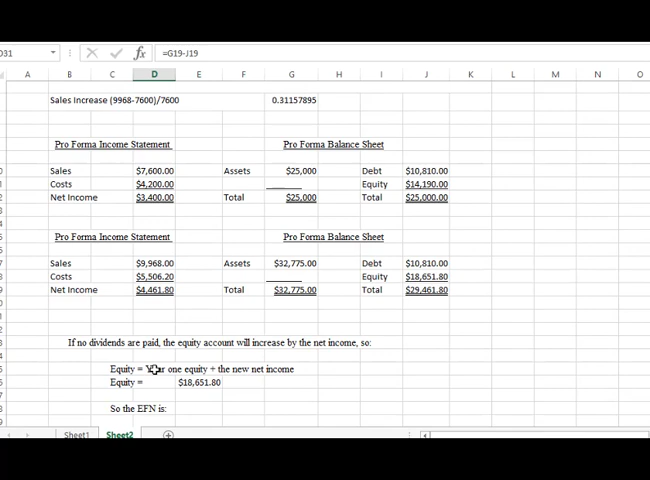 D31 =G19-J19
A B C D E F G H I J K L M N O
Sales Increase (9968-7600)/7600 0.31157895
Pro Forma Income Statement Pro Forma Balance Sheet
Sales $7,600.00 Assets $25,000 Debt $10,810.00
Costs $4,200.00 Equity $14,190.00
Net Income $3,400.00 Total $25,000 Total $25,000.00
Pro Forma Income Statement Pro Forma Balance Sheet
Sales $9,968.00 Assets $32,775.00 Debt $10,810.00
Costs $5,506.20 Equity $18,651.80
Net Income $4,461.80 Total $32,775.00 Total $29,461.80
If no dividends are paid, the equity account will increase by the net income, so:
Equity = Year one equity + the new net income
Equity = $18,651.80
So the EFN is:
Sheet1 Sheet2